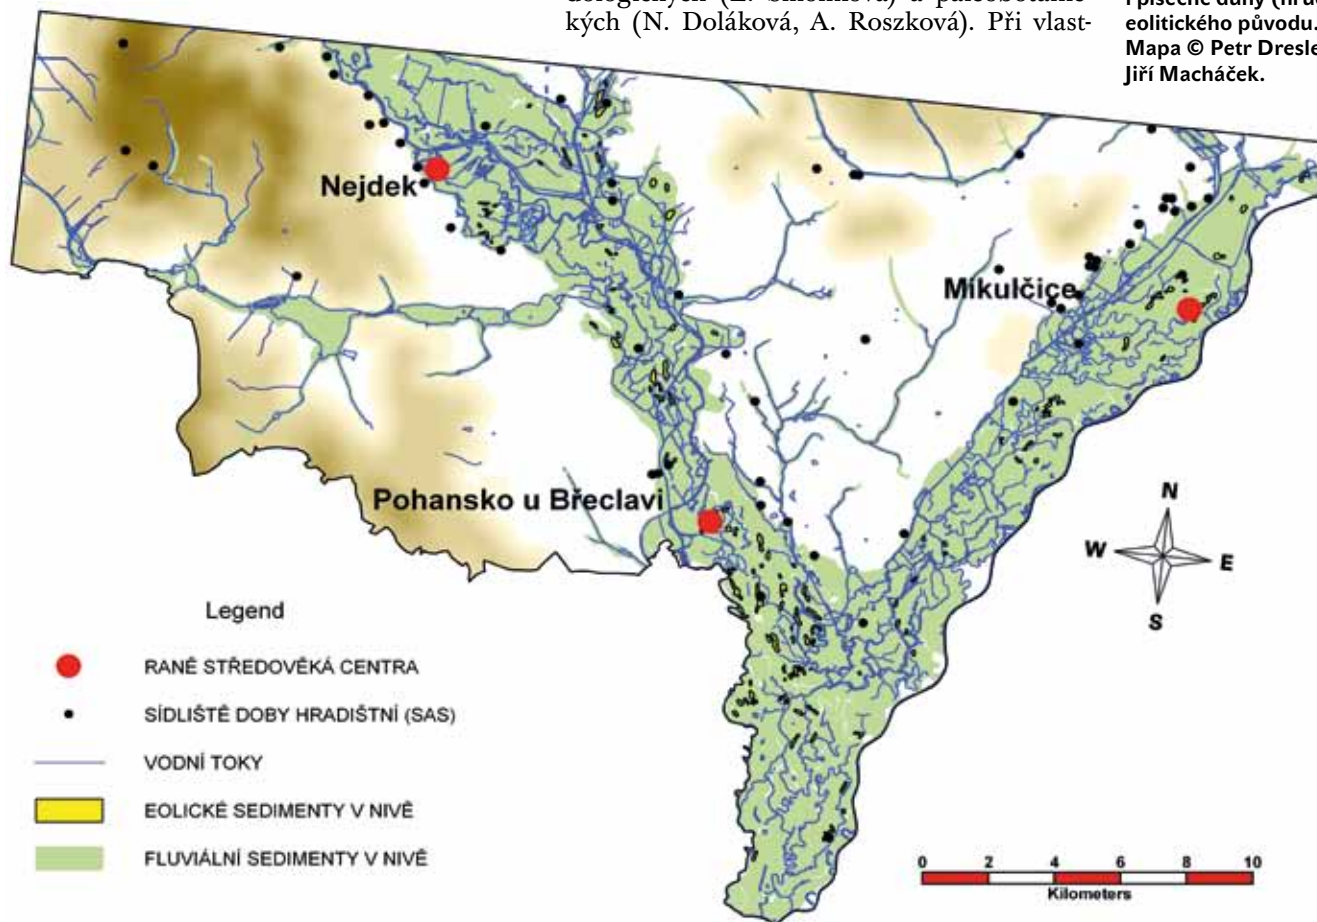 kých (N. Doláková, A. Roszková). Při vlast-
eolitického původu.
Mapa © Petr
Jiří Macháček.
Nejdek
Mikulčice
Pohansko u Břeclavi
N
W E
S
Legend
RANĚ STŘEDOVĚKÁ CENTRA
SÍDLIŠTĚ DOBY HRADIŠTNÍ (SAS)
VODNÍ TOKY
EOLICKÉ SEDIMENTY V NIVĚ
FLUVIÁLNÍ SEDIMENTY V NIVĚ
0 2 4 6 8 10
Kilometers